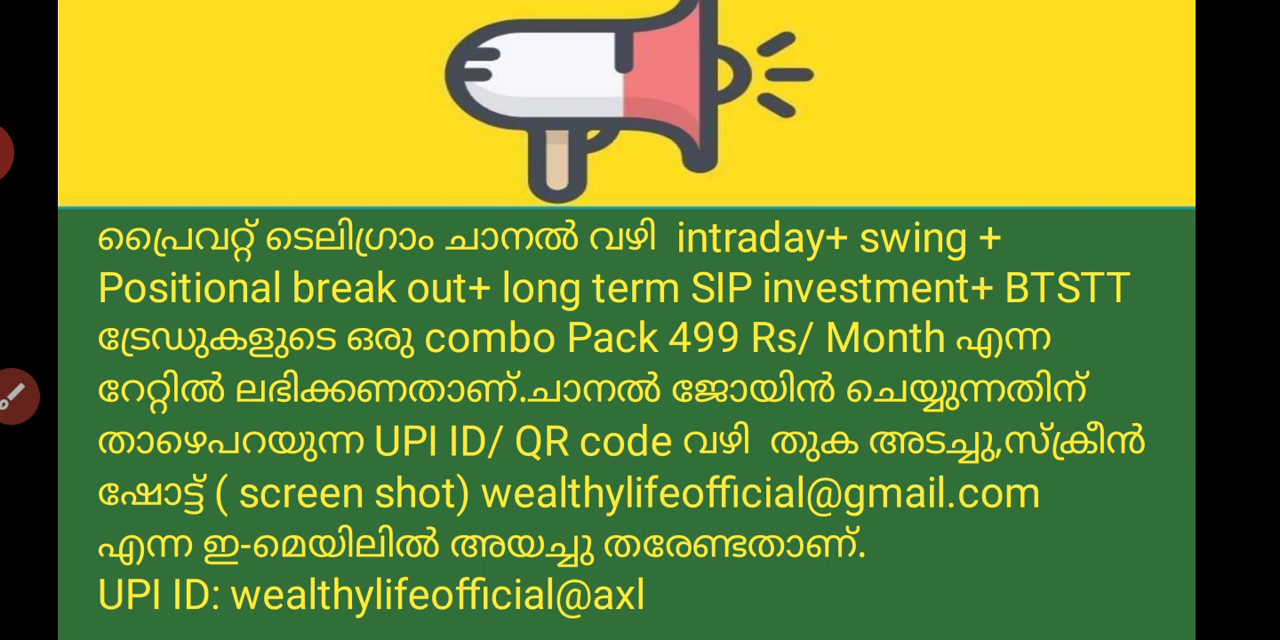 പ്രൈവറ്റ് ടെലിഗ്രാം ചാനൽ വഴി intraday+ swing +
Positional break out+ long term SIP investment+ BTSTT
ട്രേഡുകളുടെ ഒരു combo Pack 499 Rs/ Month എന്ന
റേറ്റിൽ ലഭിക്കണതാണ്.ചാനൽ ജോയിൻ ചെയ്യുന്നതിന്
താഴെപറയുന്ന UPI ID/ QR code വഴി തുക അടച്ചു,സ്ക്രീൻ
ഷോട്ട് ( screen shot) wealthylifeofficial@gmail.com
എന്ന ഇ-മെയിലിൽ അയച്ചു തരേണ്ടതാണ്.
UPI ID: wealthylifeofficial@axl